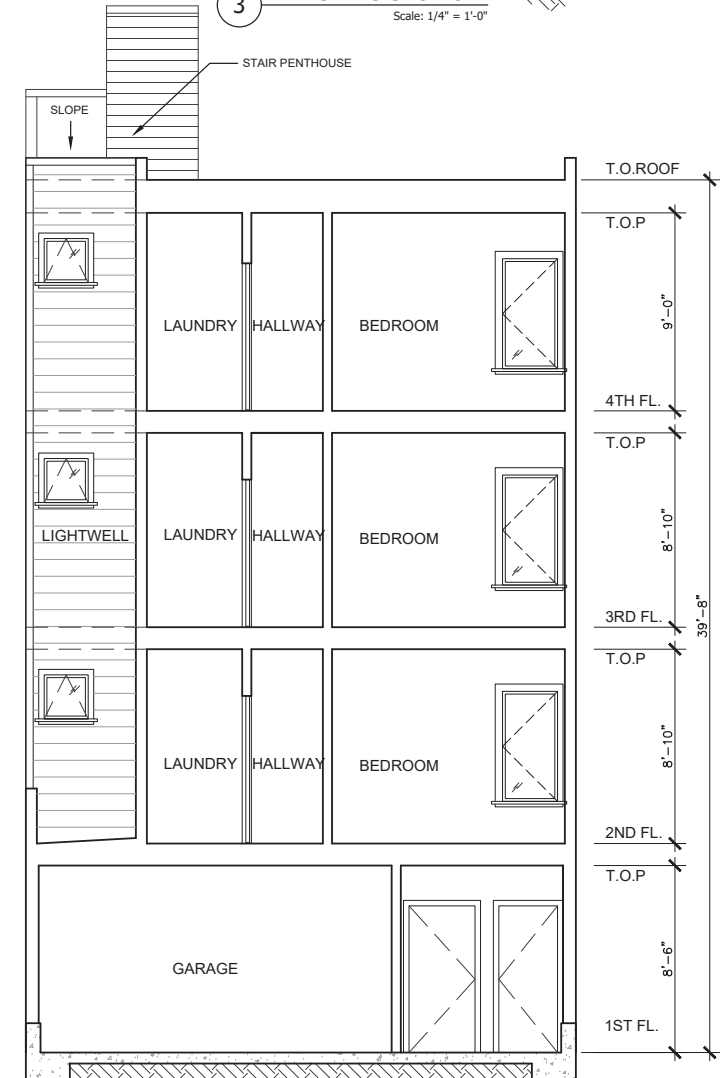 3
Scale: 1/4" = 1'-0"
STAIR PENTHOUSE
SLOPE
T.O.ROOF
T.O.P
9'-0"
LAUNDRY HALLWAY BEDROOM
4TH FL.
T.O.P
8'-10"
LIGHTWELL LAUNDRY HALLWAY BEDROOM
3RD FL.
39'-8"
T.O.P
8'-10"
LAUNDRY HALLWAY BEDROOM
2ND FL.
T.O.P
8'-6"
GARAGE
1ST FL.